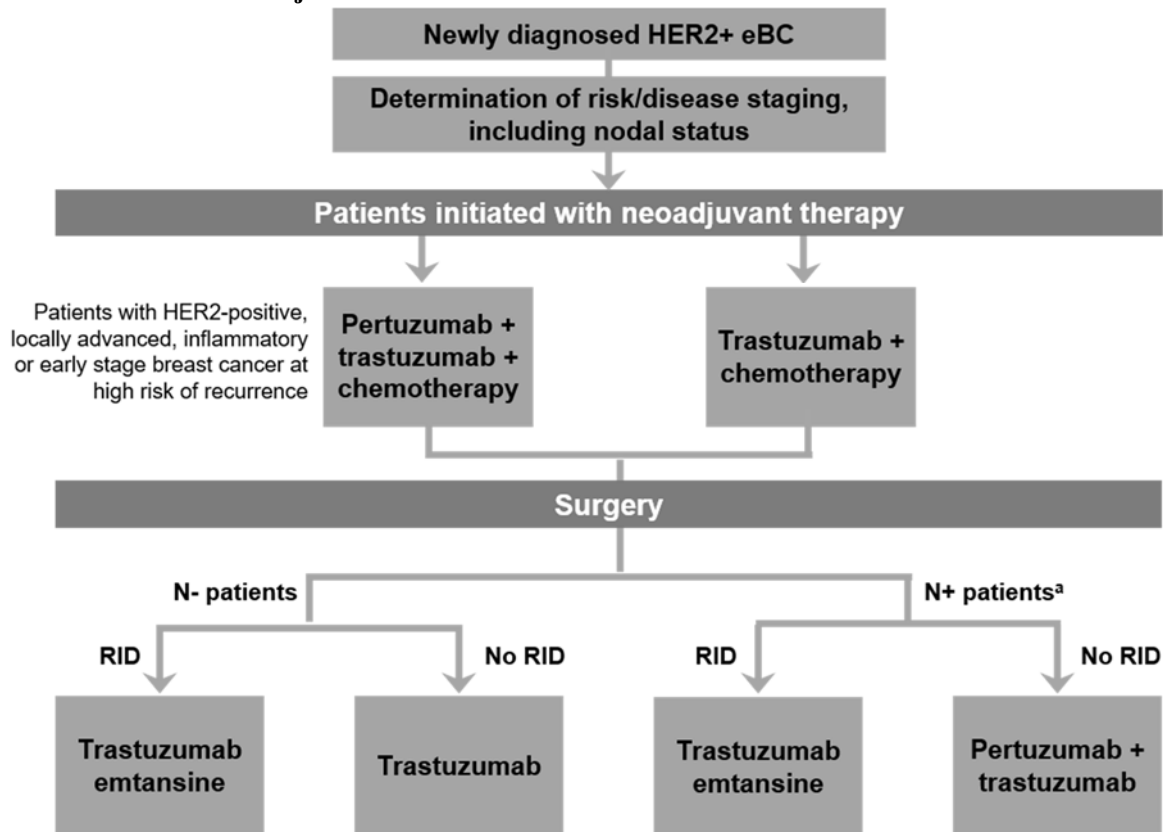 Newly diagnosed HER2+ eBC
Determination of risk/disease staging,
including nodal status
Patients initiated with neoadjuvant therapy
Patients with HER2-positive,
locally advanced, inflammatory
or early stage breast cancer at
high risk of recurrence
Pertuzumab +
trastuzumab +
chemotherapy
Trastuzumab +
chemotherapy
Surgery
N- patients
N+ patientsᵃ
RID
No RID
RID
No RID
Trastuzumab
emtansine
Trastuzumab
Trastuzumab
emtansine
Pertuzumab +
trastuzumab